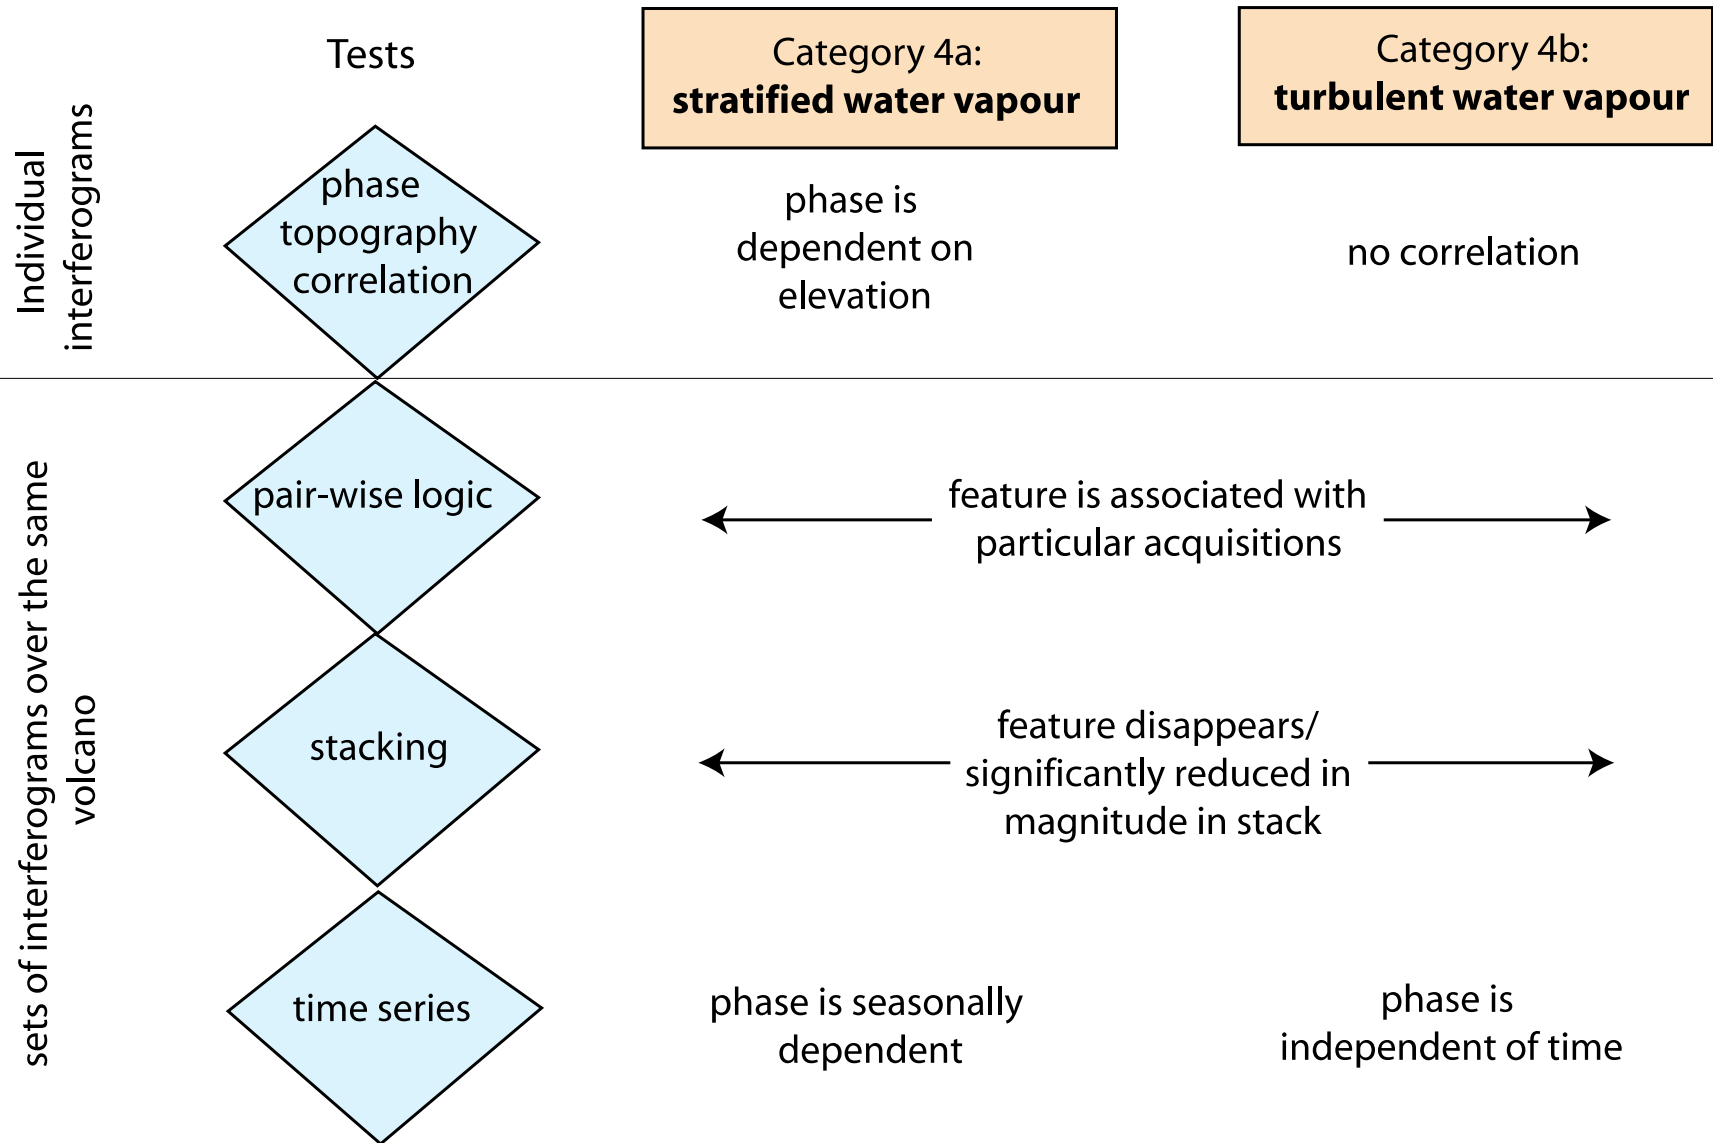 Tests
Category 4a:
stratified water vapour
Category 4b:
turbulent water vapour
Individual
interferograms
phase
topography
correlation
phase is
dependent on
elevation
no correlation
sets of interferograms over the same
volcano
pair-wise logic
feature is associated with
particular acquisitions
stacking
feature disappears/
significantly reduced in
magnitude in stack
time series
phase is seasonally
dependent
phase is
independent of time